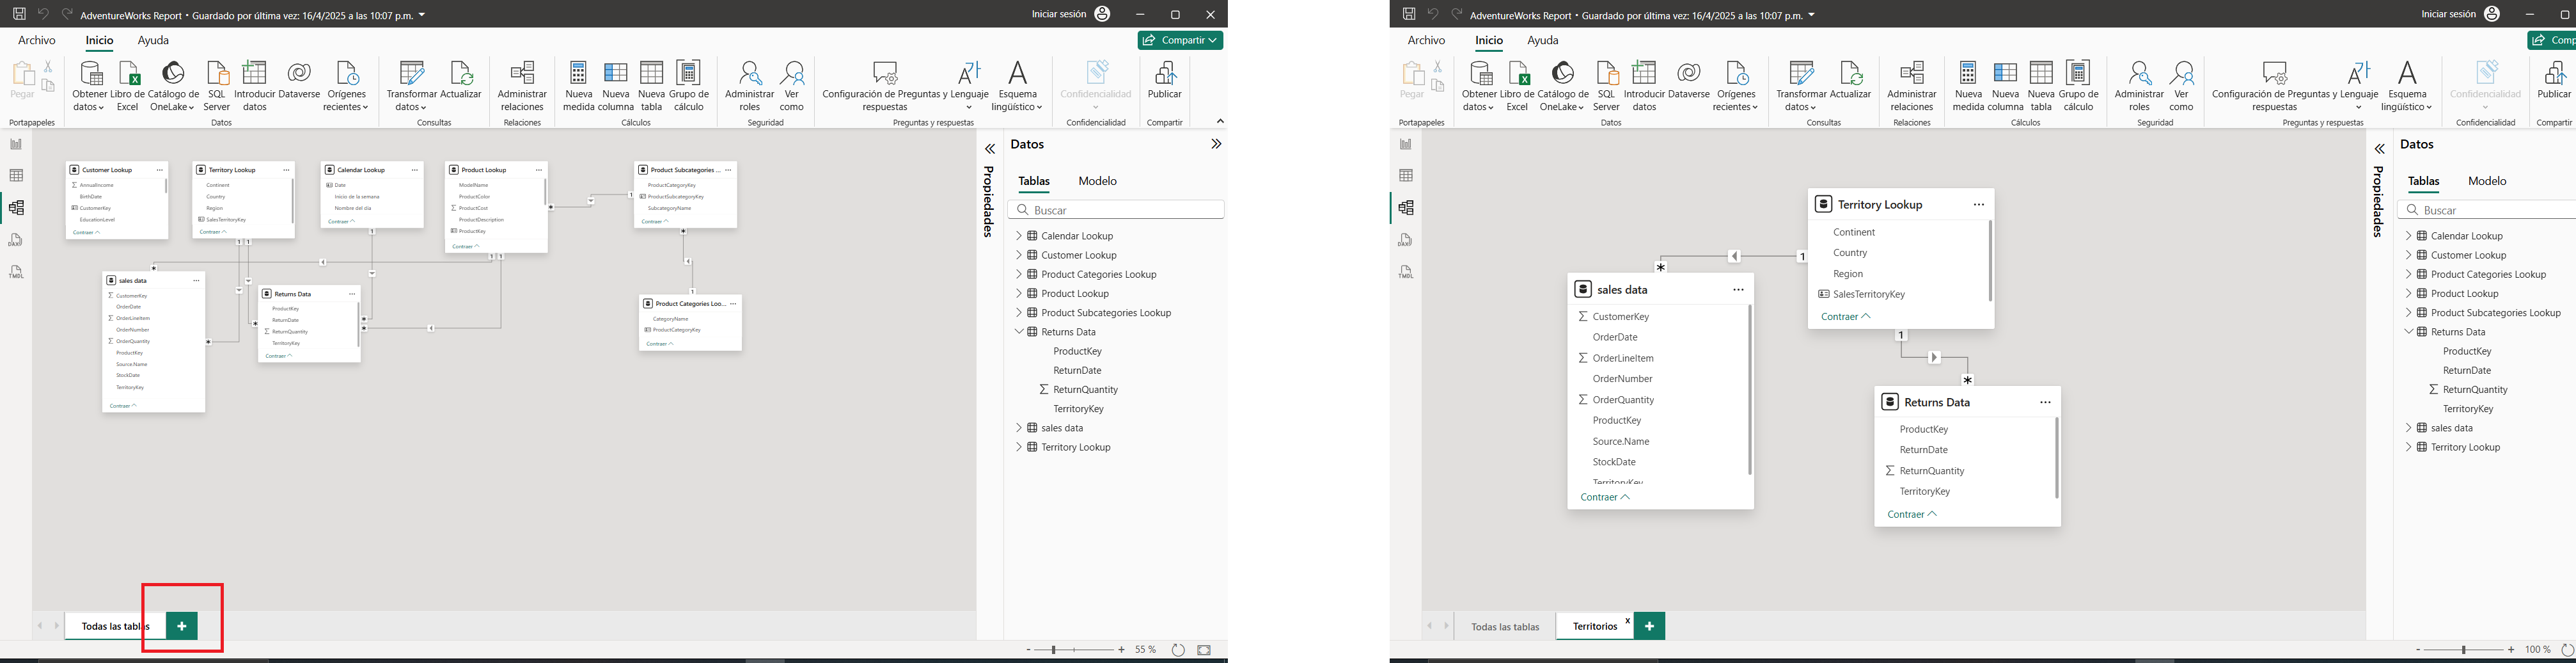 AdventureWorks Report • Guardado por última vez: 16/4/2025 a las 10:07 p.m.
Iniciar sesión
Archivo
Inicio
Ayuda
Compartir
Pegar
Obtener datos
Libro de Excel
Catálogo de OneLake
SQL Server
Introducir datos
Dataverse
Orígenes recientes
Transformar datos
Actualizar
Administrar relaciones
Nueva medida
Nueva columna
Nueva tabla
Grupo de cálculo
Administrar roles
Ver como
Configuración de Preguntas y respuestas
Lenguaje
Esquema lingüístico
Confidencialidad
Publicar
Portapapeles
Datos
Consultas
Relaciones
Cálculos
Seguridad
Preguntas y respuestas
Confidencialidad
Compartir
DAX
TMDL
Customer Lookup
AnnualIncome
BirthDate
CustomerKey
EducationLevel
Contraer
Territory Lookup
Continent
Country
Region
SalesTerritoryKey
Contraer
Calendar Lookup
Date
Inicio de la semana
Nombre del día
Contraer
Product Lookup
ModelName
ProductColor
ProductCost
ProductDescription
ProductKey
Contraer
Product Subcategories ...
ProductCategoryKey
ProductSubcategoryKey
SubcategoryName
Contraer
sales data
CustomerKey
OrderDate
OrderLineItem
OrderNumber
OrderQuantity
ProductKey
Source.Name
StockDate
TerritoryKey
Contraer
Returns Data
ProductKey
ReturnDate
ReturnQuantity
TerritoryKey
Contraer
Product Categories Loo...
CategoryName
ProductCategoryKey
Contraer
Propiedades
Datos
Tablas
Modelo
Buscar
Calendar Lookup
Customer Lookup
Product Categories Lookup
Product Lookup
Product Subcategories Lookup
Returns Data
ProductKey
ReturnDate
ReturnQuantity
TerritoryKey
sales data
Territory Lookup
Todas las tablas
+
- + 55 %
AdventureWorks Report • Guardado por última vez: 16/4/2025 a las 10:07 p.m.
Iniciar sesión
Archivo
Inicio
Ayuda
Comp
Pegar
Obtener datos
Libro de Excel
Catálogo de OneLake
SQL Server
Introducir datos
Dataverse
Orígenes recientes
Transformar datos
Actualizar
Administrar relaciones
Nueva medida
Nueva columna
Nueva tabla
Grupo de cálculo
Administrar roles
Ver como
Configuración de Preguntas y respuestas
Lenguaje
Esquema lingüístico
Confidencialidad
Publicar
Portapapeles
Datos
Consultas
Relaciones
Cálculos
Seguridad
Preguntas y respuestas
Confidencialidad
Compartir
DAX
TMDL
Territory Lookup
Continent
Country
Region
SalesTerritoryKey
Contraer
sales data
CustomerKey
OrderDate
OrderLineItem
OrderNumber
OrderQuantity
ProductKey
Source.Name
StockDate
TerritoryKey
Contraer
Returns Data
ProductKey
ReturnDate
ReturnQuantity
TerritoryKey
Contraer
Propiedades
Datos
Tablas
Modelo
Buscar
Calendar Lookup
Customer Lookup
Product Categories Lookup
Product Lookup
Product Subcategories Lookup
Returns Data
ProductKey
ReturnDate
ReturnQuantity
TerritoryKey
sales data
Territory Lookup
Todas las tablas
Territorios
x
+
- + 100 %